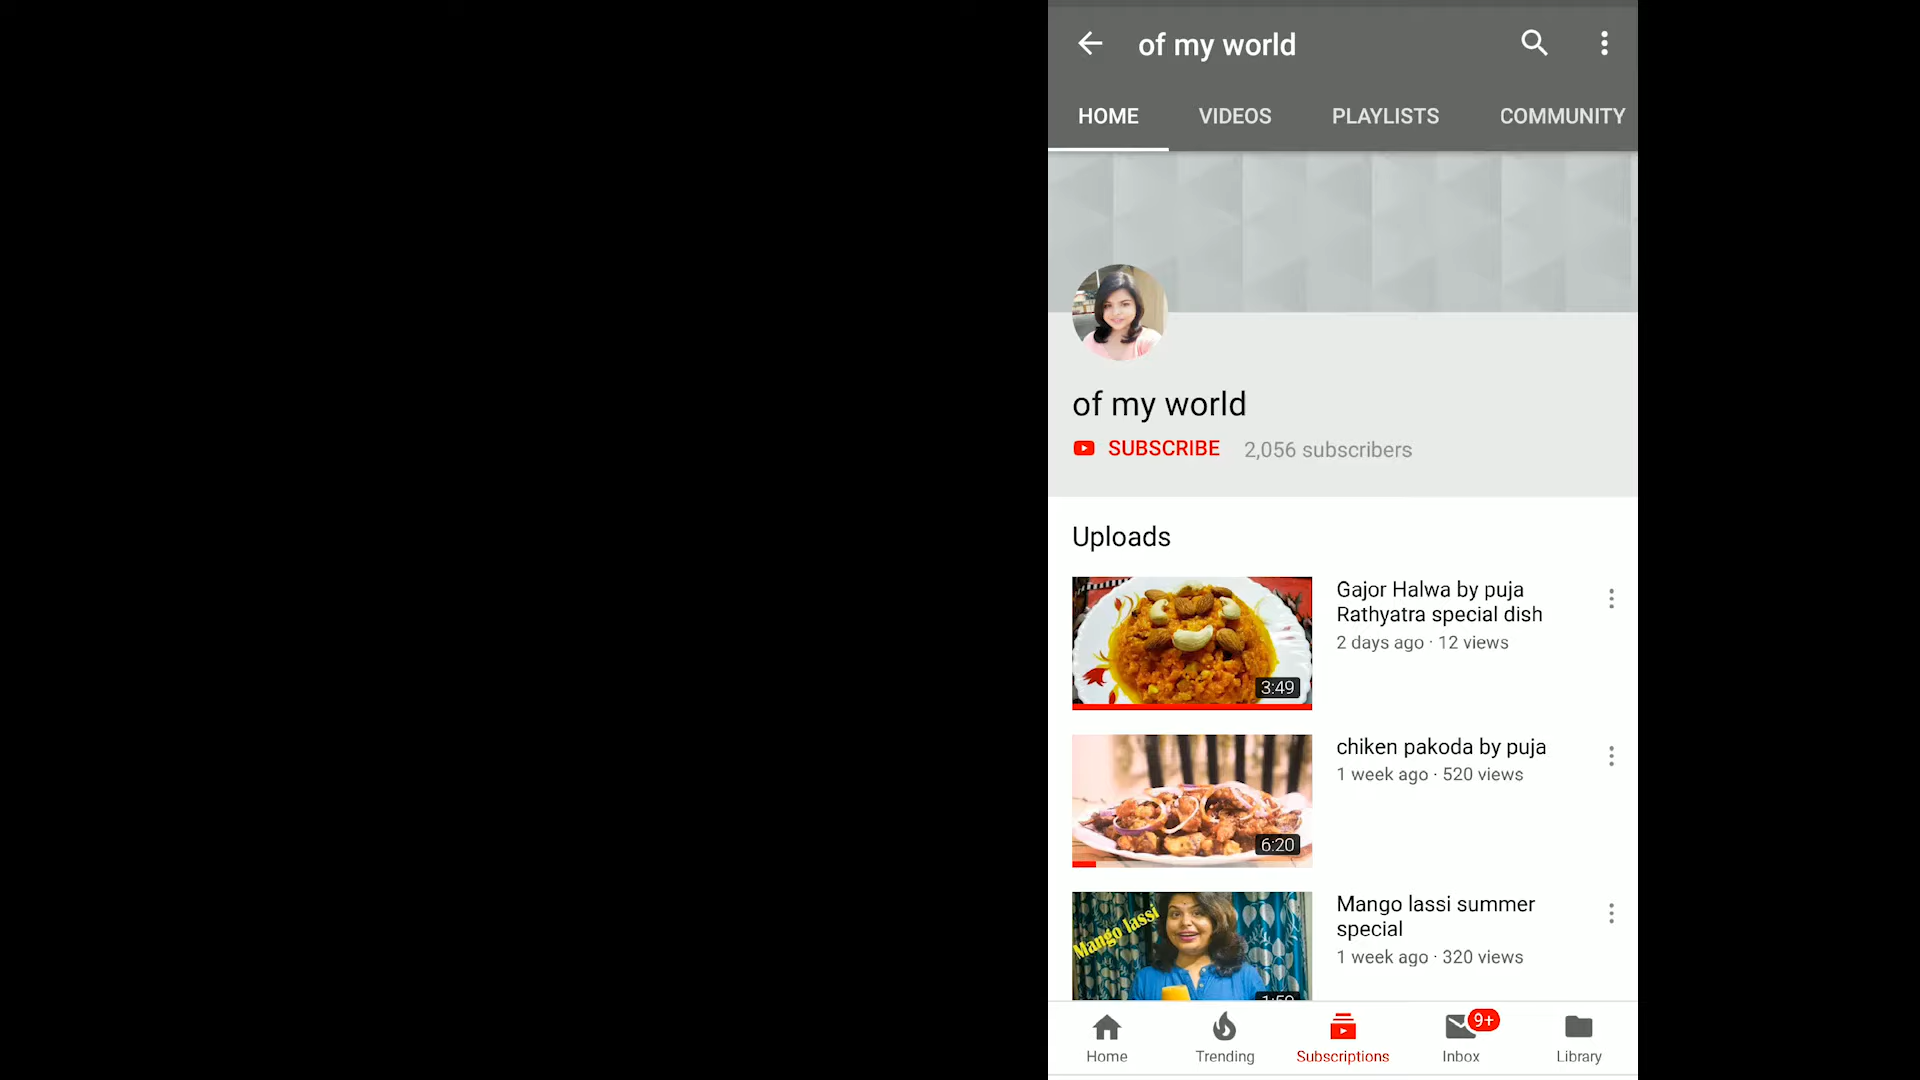 of my world
HOME VIDEOS PLAYLISTS COMMUNITY
of my world
SUBSCRIBE 2,056 subscribers
Uploads
Gajor Halwa by puja
Rathyatra special dish
2 days ago · 12 views
3:49
chiken pakoda by puja
1 week ago · 520 views
6:20
Mango lassi
Mango lassi summer
special
1 week ago · 320 views
9+
Home Trending Subscriptions Inbox Library